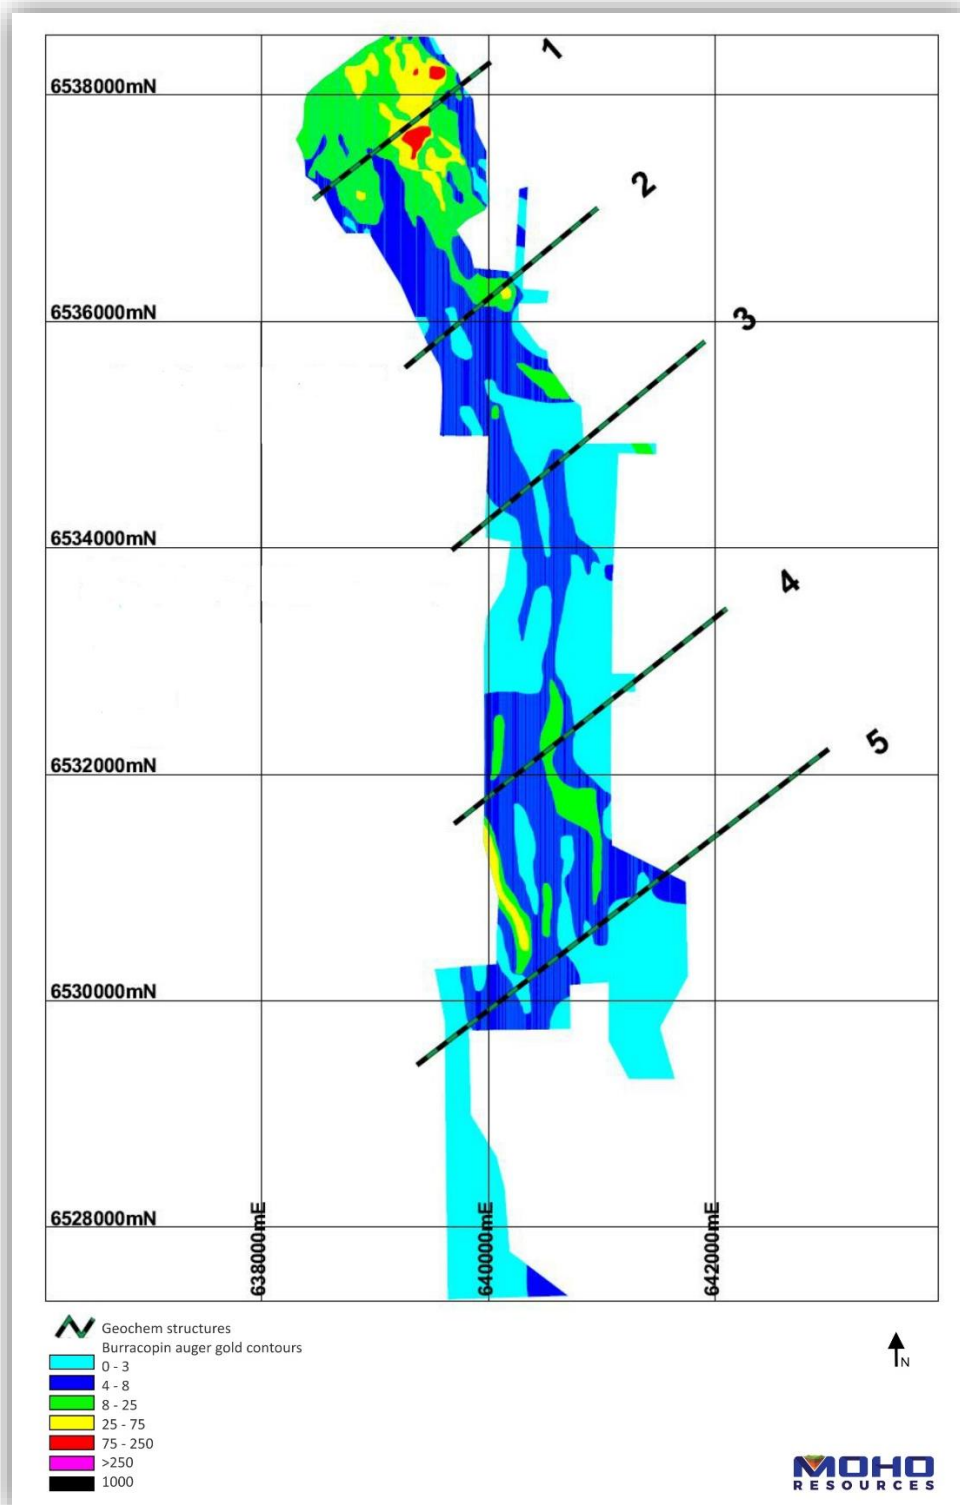 1
6538000mN
2
6536000mN
3
6534000mN
4
6532000mN
5
6530000mN
6528000mN
638000mE
640000mE
642000mE
Geochem structures
Burracopin auger gold contours
0 - 3
4 - 8
8 - 25
25 - 75
75 - 250
>250
1000
N
MOHO
RESOURCES